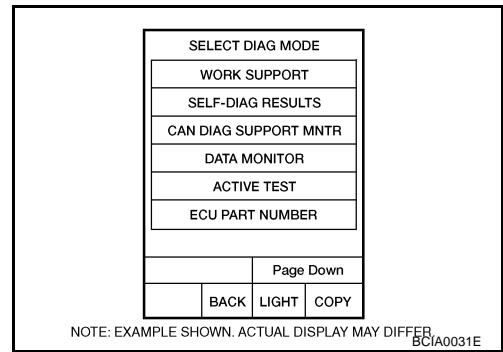 SELECT DIAG MODE
WORK SUPPORT
SELF-DIAG RESULTS
CAN DIAG SUPPORT MNTR
DATA MONITOR
ACTIVE TEST
ECU PART NUMBER
Page Down
BACK LIGHT COPY
NOTE: EXAMPLE SHOWN. ACTUAL DISPLAY MAY DIFFER.
BCIA0031E